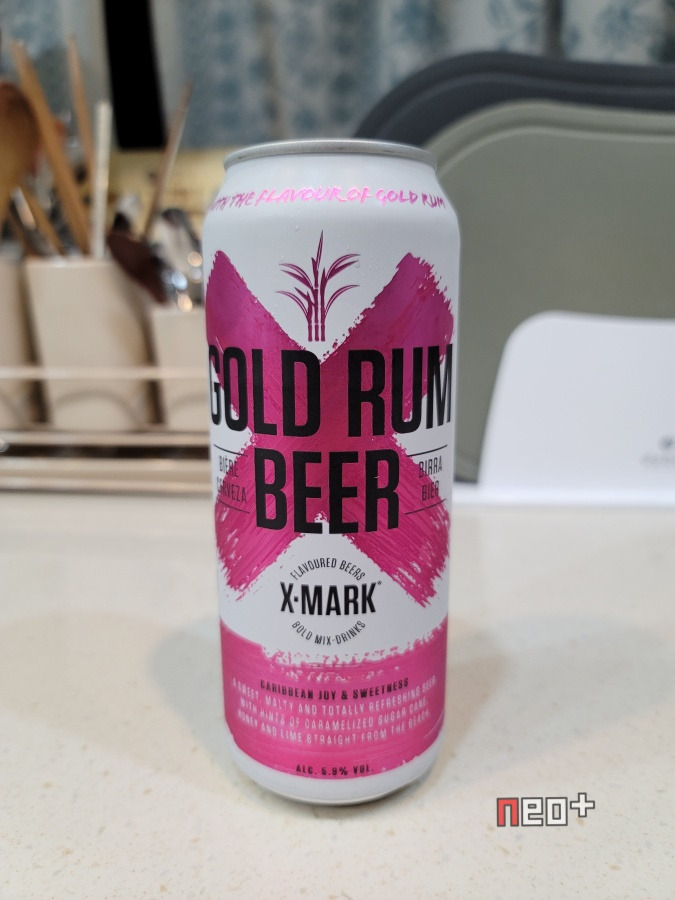 WITH THE FLAVOUR OF GOLD RUM
GOLD RUM
BIÈRE
CERVEZA
BEER
BIRRA
BIER
FLAVOURED BEERS
X·MARK®
BOLD MIX-DRINKS
CARIBBEAN JOY & SWEETNESS
A SWEET, MALTY AND TOTALLY REFRESHING BEER
WITH HINTS OF CARAMELIZED SUGAR CANE,
HONEY AND LIME STRAIGHT FROM THE BEACH.
ALC. 5.9% VOL.
neo+